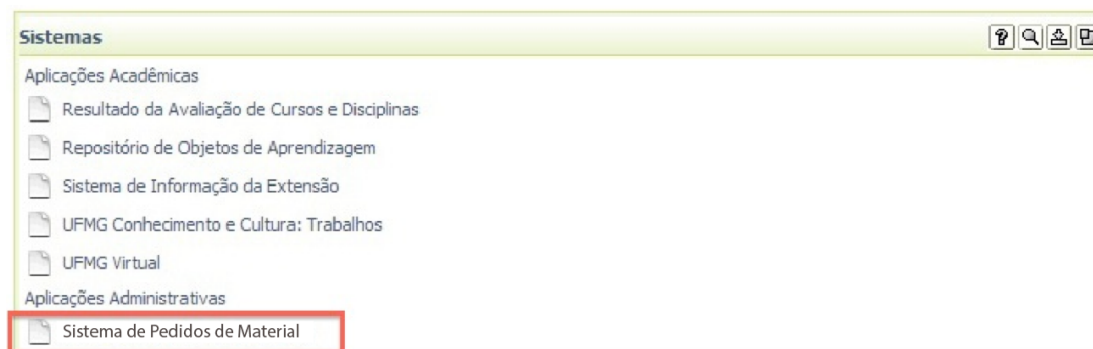 Sistemas
Aplicações Acadêmicas
Resultado da Avaliação de Cursos e Disciplinas
Repositório de Objetos de Aprendizagem
Sistema de Informação da Extensão
UFMG Conhecimento e Cultura: Trabalhos
UFMG Virtual
Aplicações Administrativas
Sistema de Pedidos de Material